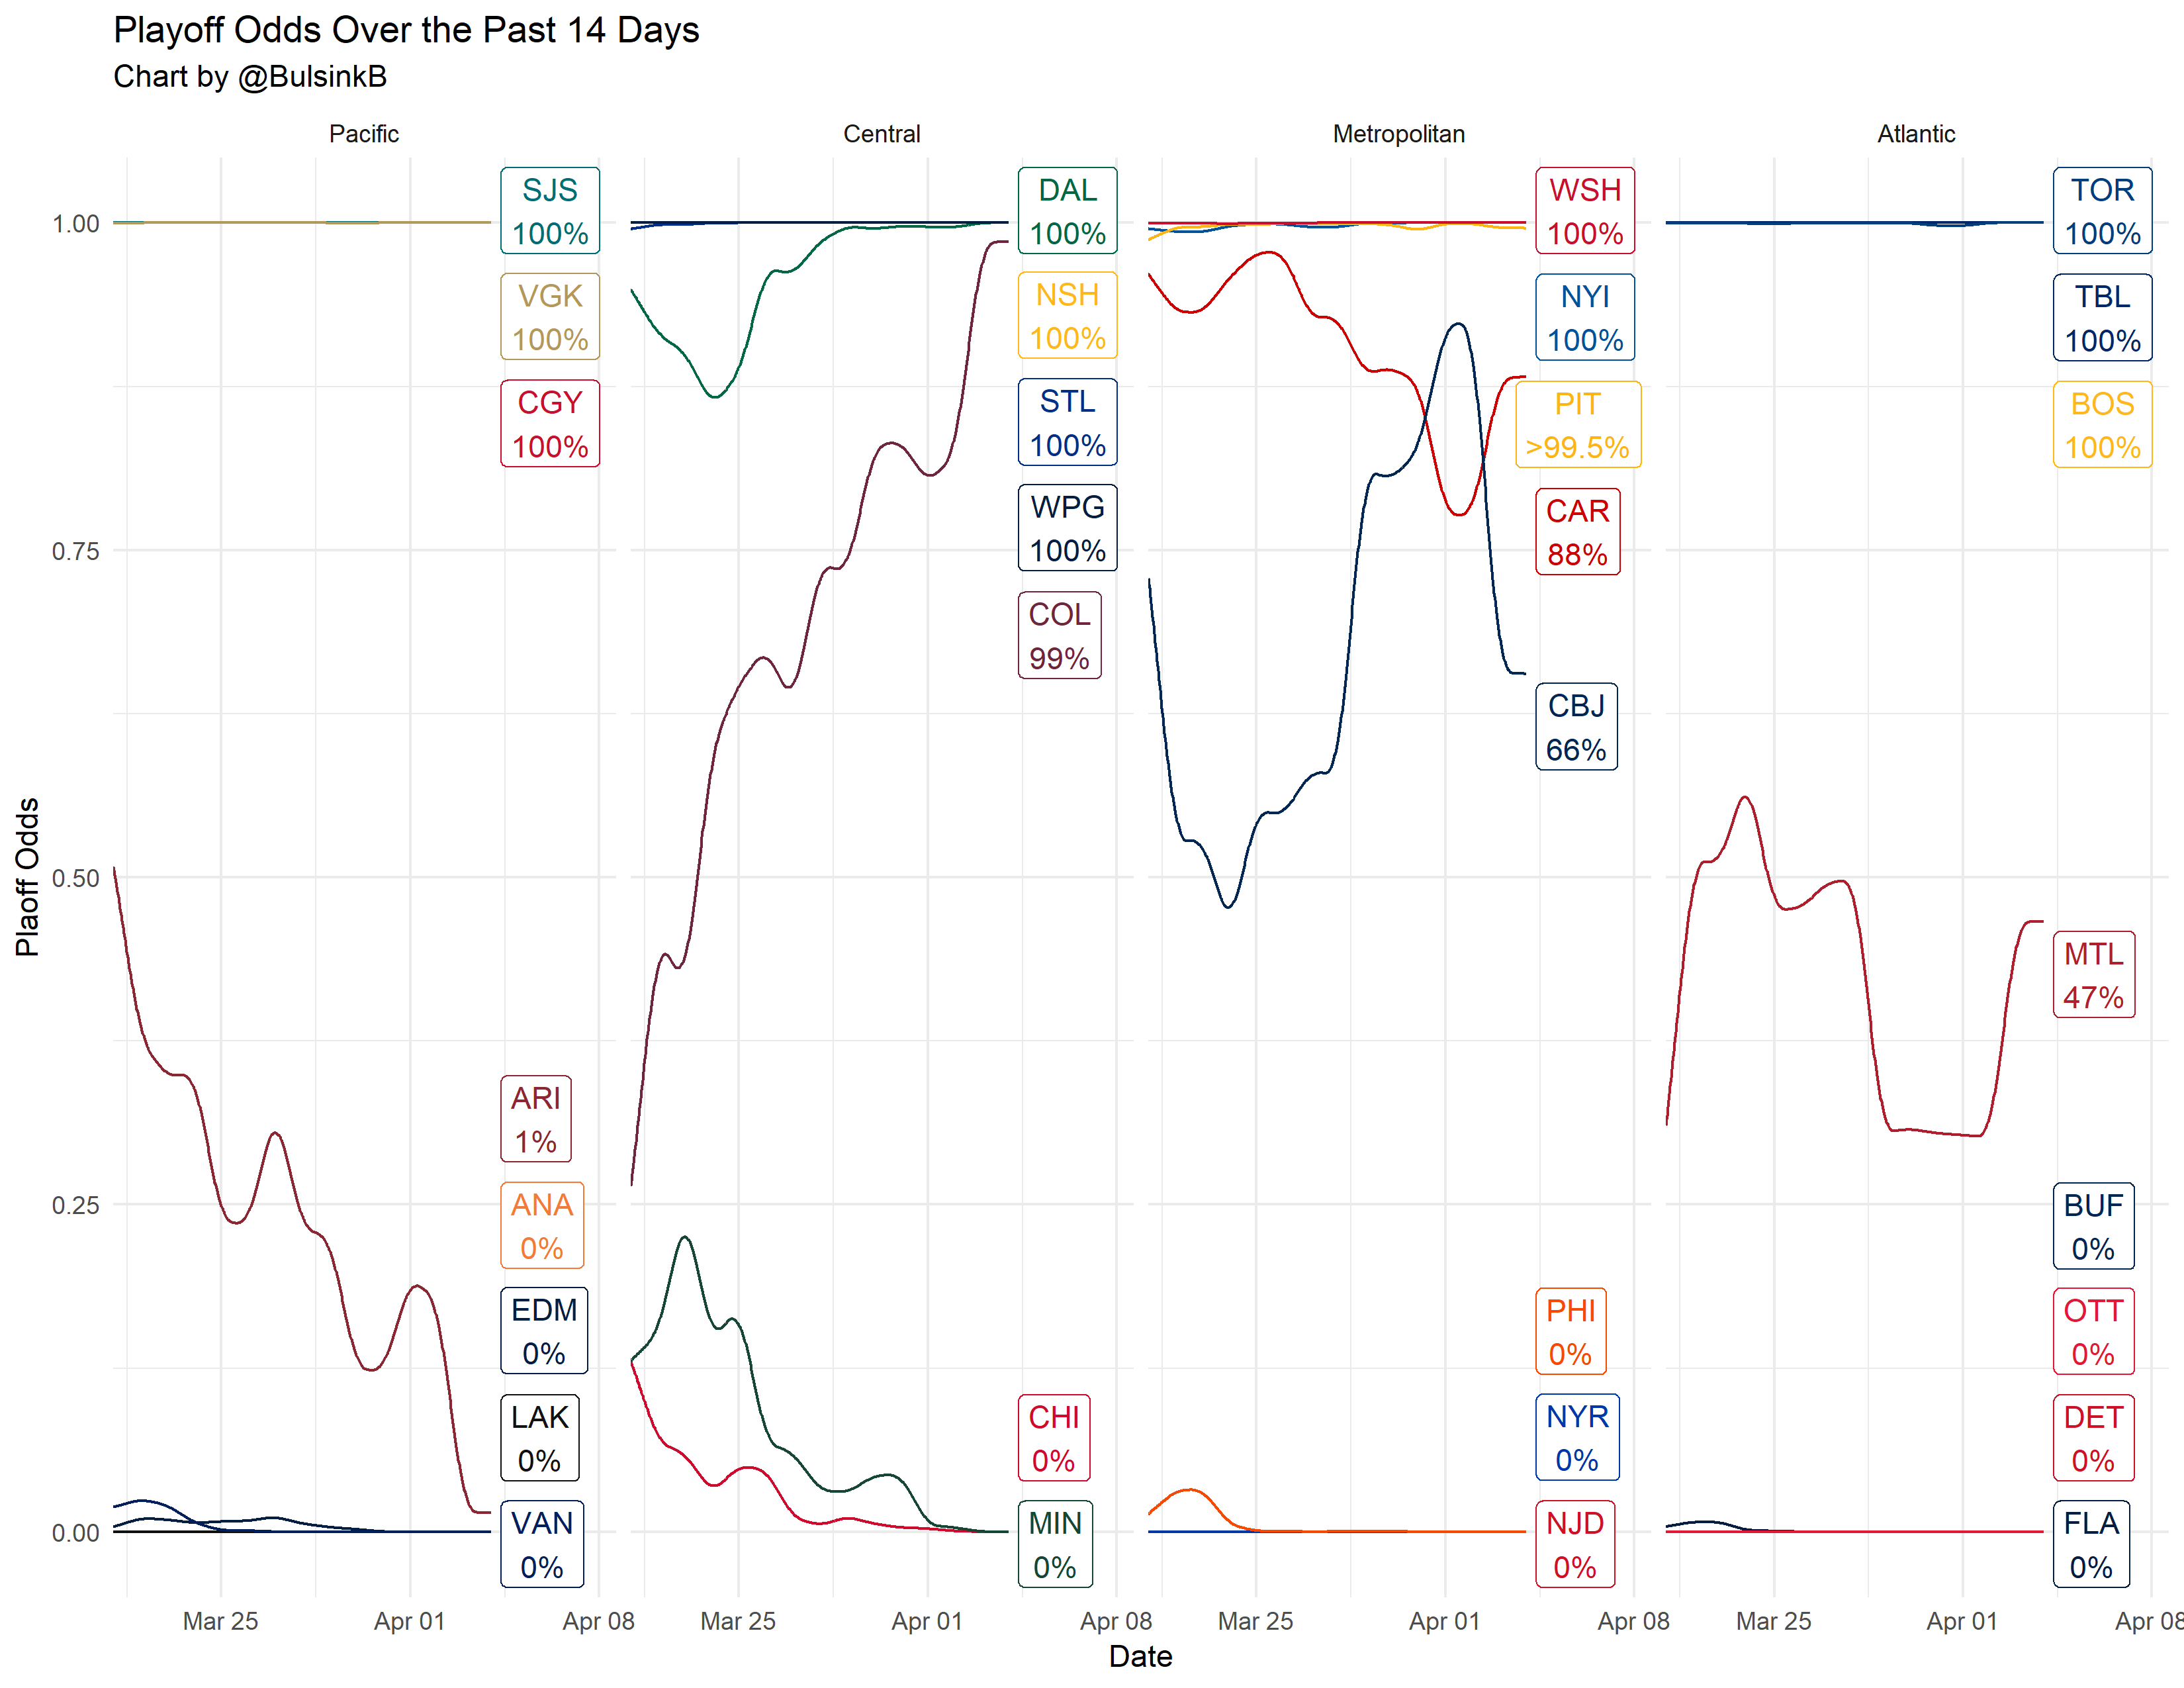 Playoff Odds Over the Past 14 Days
Chart by @BulsinkB
Pacific
Central
Metropolitan
Atlantic
Plaoff Odds
1.00
0.75
0.50
0.25
0.00
SJS
100%
VGK
100%
CGY
100%
ARI
1%
ANA
0%
EDM
0%
LAK
0%
VAN
0%
DAL
100%
NSH
100%
STL
100%
WPG
100%
COL
99%
CHI
0%
MIN
0%
WSH
100%
NYI
100%
PIT
>99.5%
CAR
88%
CBJ
66%
PHI
0%
NYR
0%
NJD
0%
TOR
100%
TBL
100%
BOS
100%
MTL
47%
BUF
0%
OTT
0%
DET
0%
FLA
0%
Mar 25 Apr 01 Apr 08 Mar 25 Apr 01 Apr 08 Mar 25 Apr 01 Apr 08 Mar 25 Apr 01 Apr 08
Date